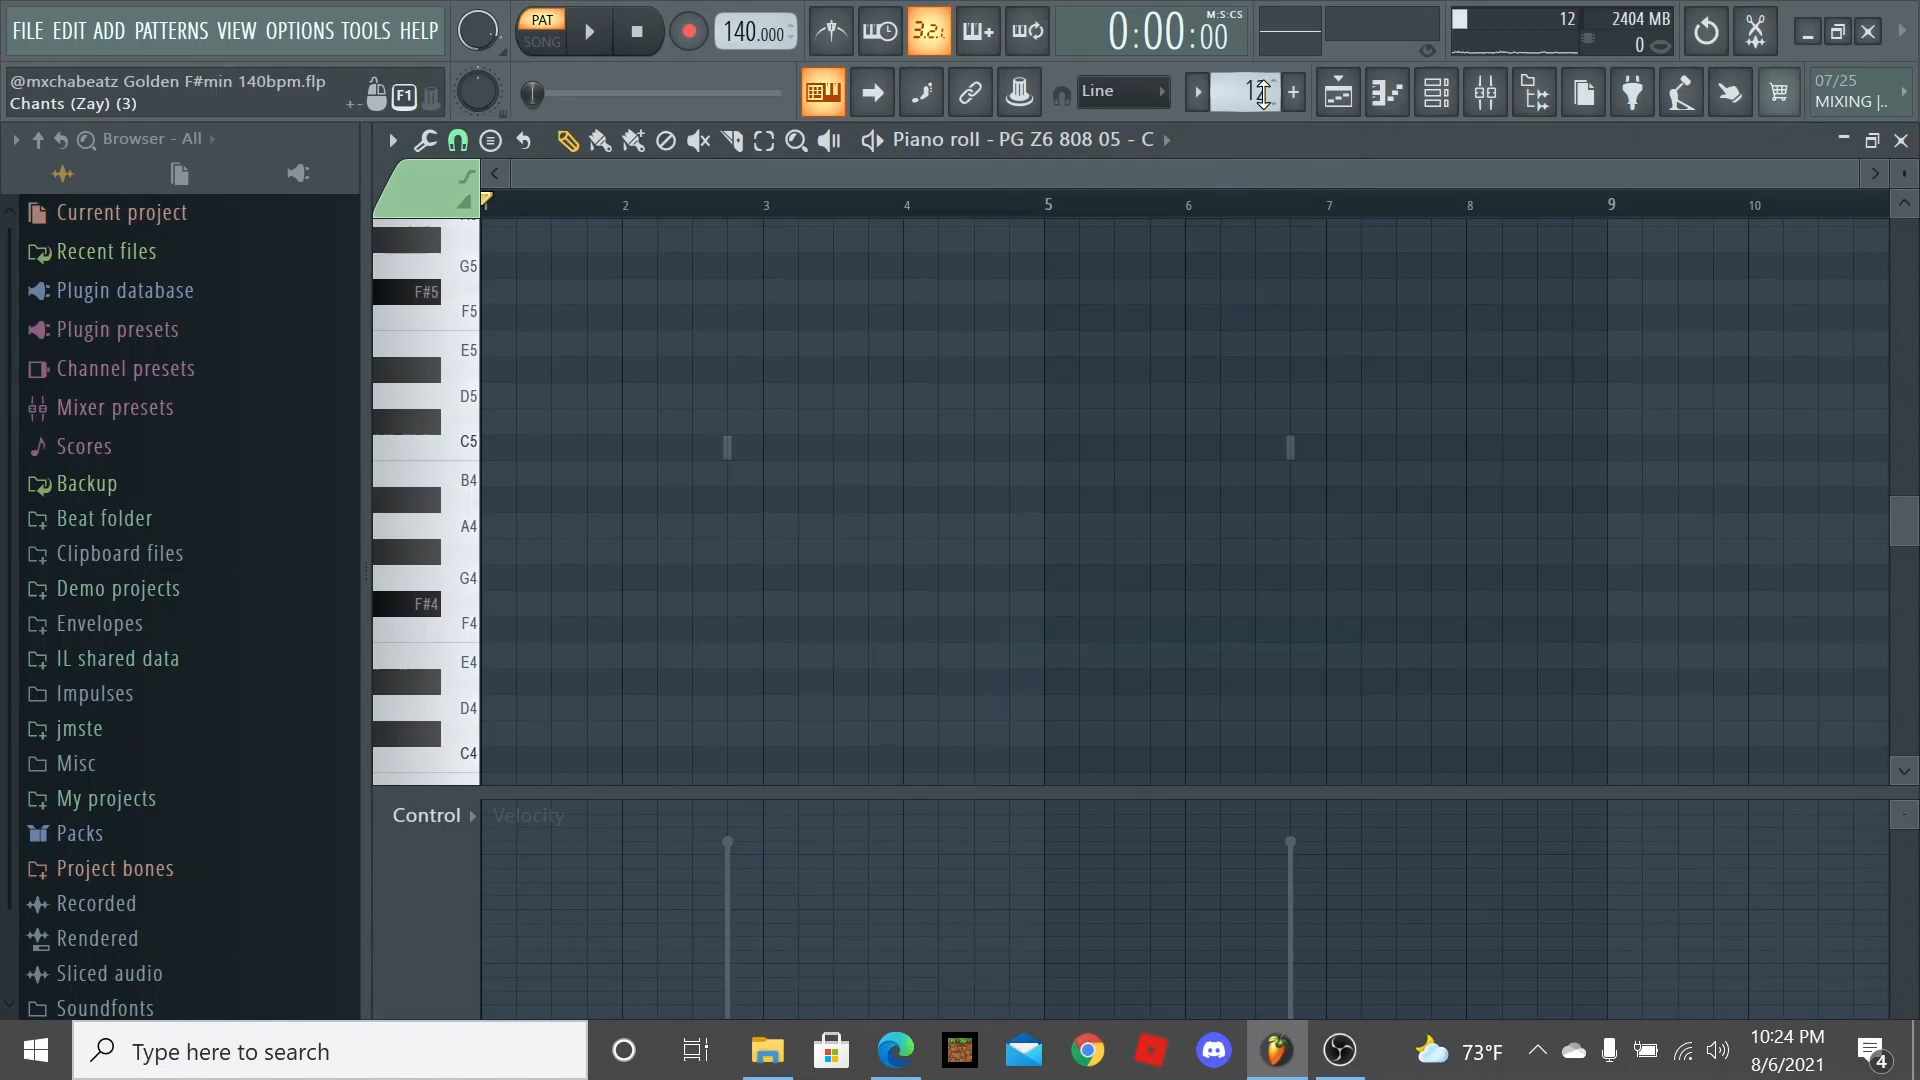 FILE EDIT ADD PATTERNS VIEW OPTIONS TOOLS HELP
PAT
SONG
140.000
3.2.
0:00:00
M:S:CS
12
2404 MB
0
@mxchabeatz Golden F#min 140bpm.flp
Chants (Zay) (3)
F1
Line
07/25
MIXING |..
Browser - All
Piano roll - PG Z6 808 05 - C
2 3 4 5 6 7 8 9 10
Current project
Recent files
Plugin database
Plugin presets
Channel presets
Mixer presets
Scores
Backup
Beat folder
Clipboard files
Demo projects
Envelopes
IL shared data
Impulses
jmste
Misc
My projects
Packs
Project bones
Recorded
Rendered
Sliced audio
Soundfonts
G5
F#5
F5
E5
D5
C5
B4
A4
G4
F#4
F4
E4
D4
C4
Control
Velocity
Type here to search
73°F
10:24 PM
8/6/2021
4